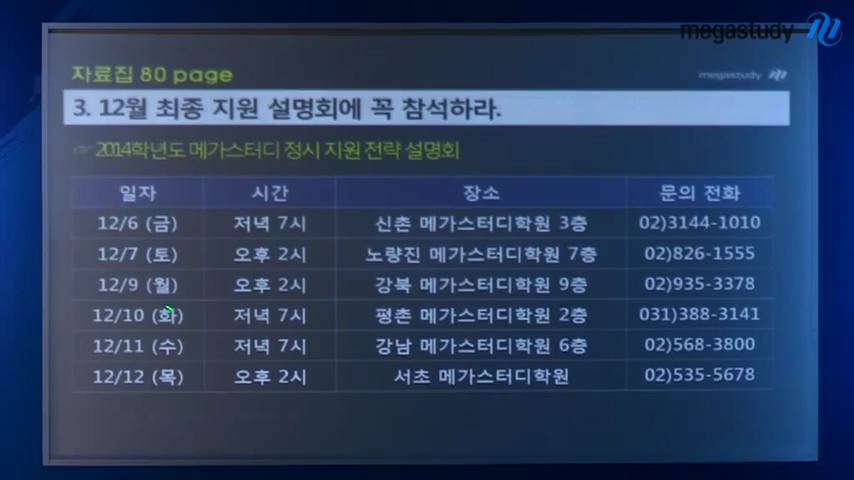 megastudy
자료집 80 page
megastudy
3. 12월 최종 지원 설명회에 꼭 참석하라.
☞ 2014학년도 메가스터디 정시 지원 전략 설명회
일자 시간 장소 문의 전화
12/6 (금) 저녁 7시 신촌 메가스터디학원 3층 02)3144-1010
12/7 (토) 오후 2시 노량진 메가스터디학원 7층 02)826-1555
12/9 (월) 오후 2시 강북 메가스터디학원 9층 02)935-3378
12/10 (화) 저녁 7시 평촌 메가스터디학원 2층 031)388-3141
12/11 (수) 저녁 7시 강남 메가스터디학원 6층 02)568-3800
12/12 (목) 오후 2시 서초 메가스터디학원 02)535-5678